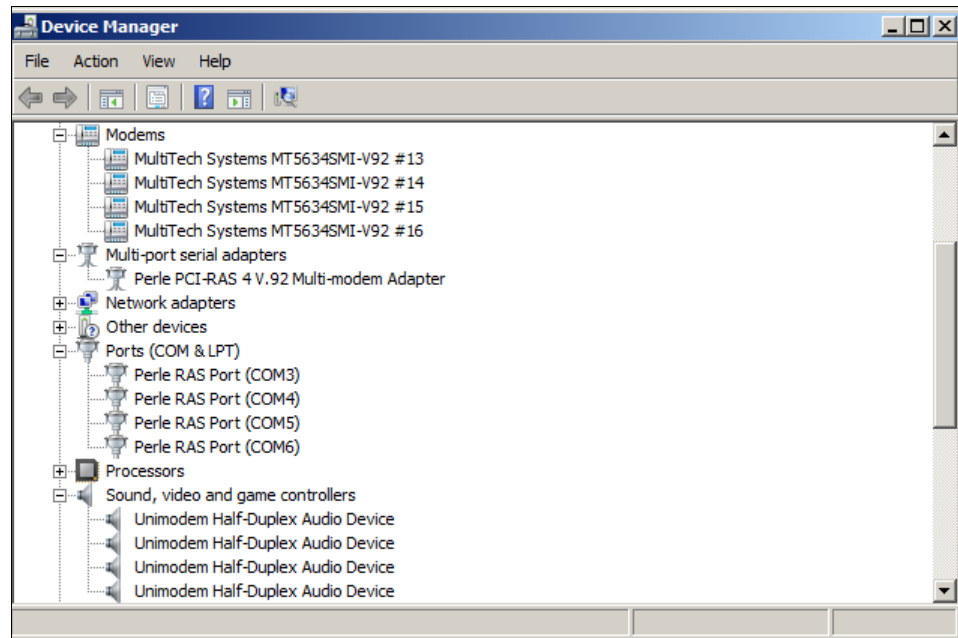 Device Manager
File Action View Help
Modems
MultiTech Systems MT5634SMI-V92 #13
MultiTech Systems MT5634SMI-V92 #14
MultiTech Systems MT5634SMI-V92 #15
MultiTech Systems MT5634SMI-V92 #16
Multi-port serial adapters
Perle PCI-RAS 4 V.92 Multi-modem Adapter
Network adapters
Other devices
Ports (COM & LPT)
Perle RAS Port (COM3)
Perle RAS Port (COM4)
Perle RAS Port (COM5)
Perle RAS Port (COM6)
Processors
Sound, video and game controllers
Unimodem Half-Duplex Audio Device
Unimodem Half-Duplex Audio Device
Unimodem Half-Duplex Audio Device
Unimodem Half-Duplex Audio Device